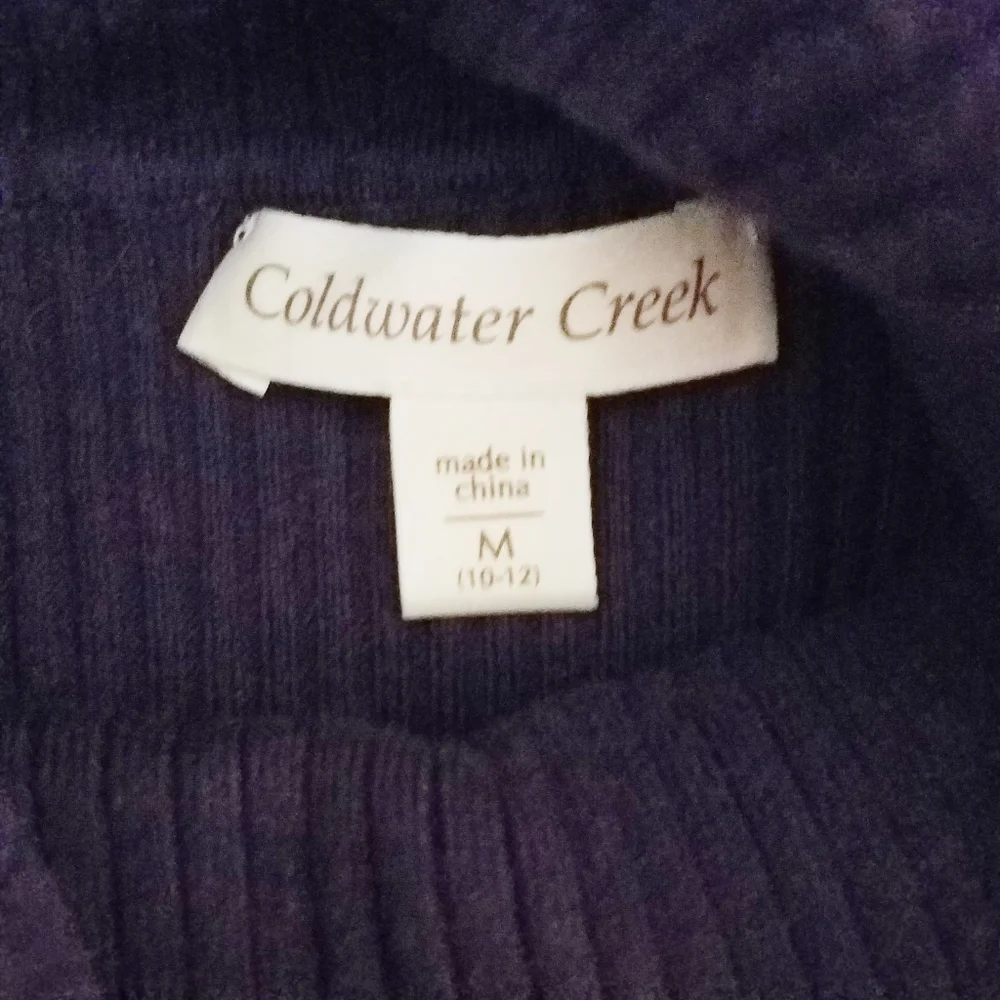 Coldwater Creek
made in
china
M
(10-12)